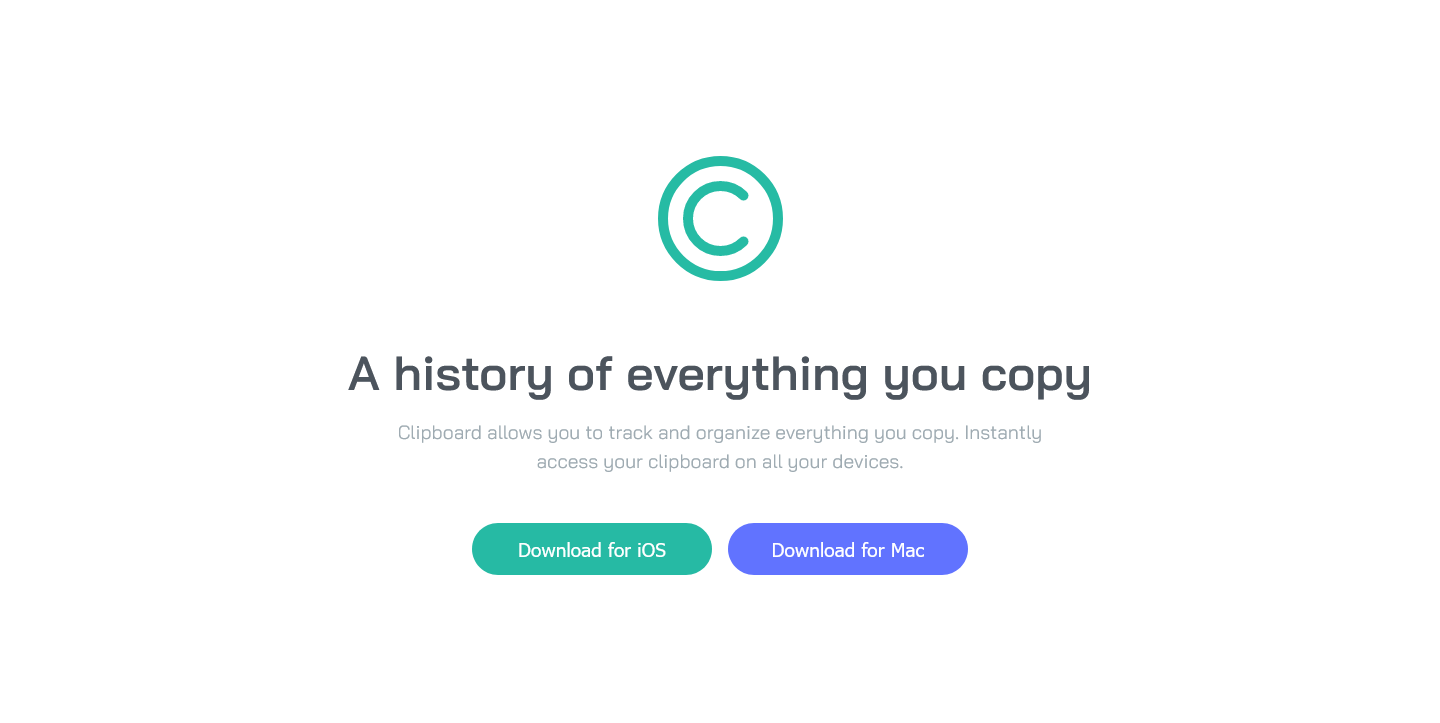 A history of everything you copy
Clipboard allows you to track and organize everything you copy. Instantly
access your clipboard on all your devices.
Download for iOS
Download for Mac